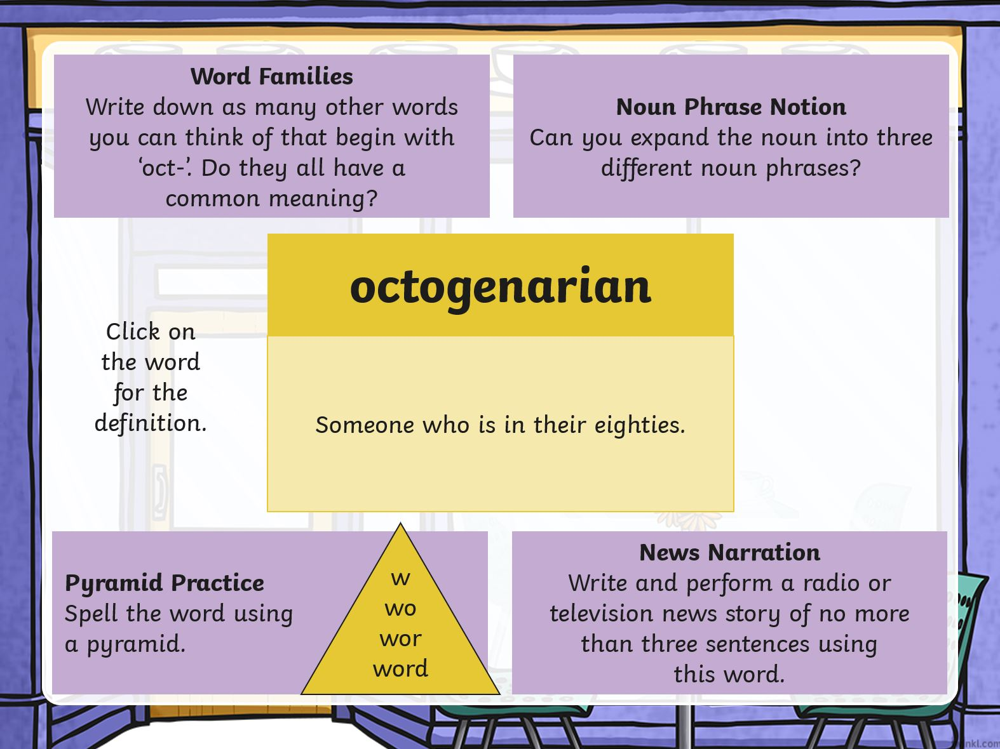 Word Families
Write down as many other words
you can think of that begin with
‘oct-’. Do they all have a
common meaning?
Noun Phrase Notion
Can you expand the noun into three
different noun phrases?
octogenarian
Click on
the word
for the
definition.
Someone who is in their eighties.
Pyramid Practice
Spell the word using
a pyramid.
w
wo
wor
word
News Narration
Write and perform a radio or
television news story of no more
than three sentences using
this word.